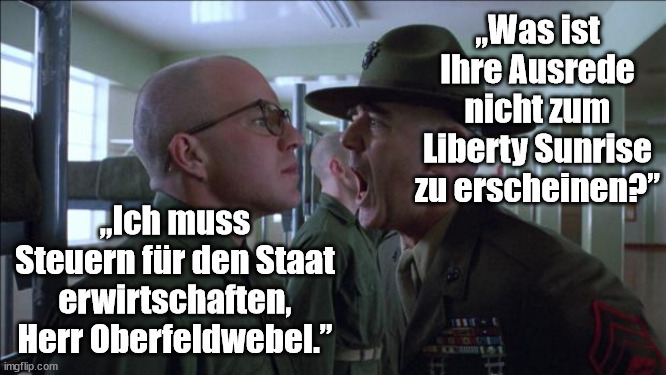 „Was ist
Ihre Ausrede
nicht zum
Liberty Sunrise
zu erscheinen?”
„Ich muss
Steuern für den Staat
erwirtschaften,
Herr Oberfeldwebel.”
imgflip.com